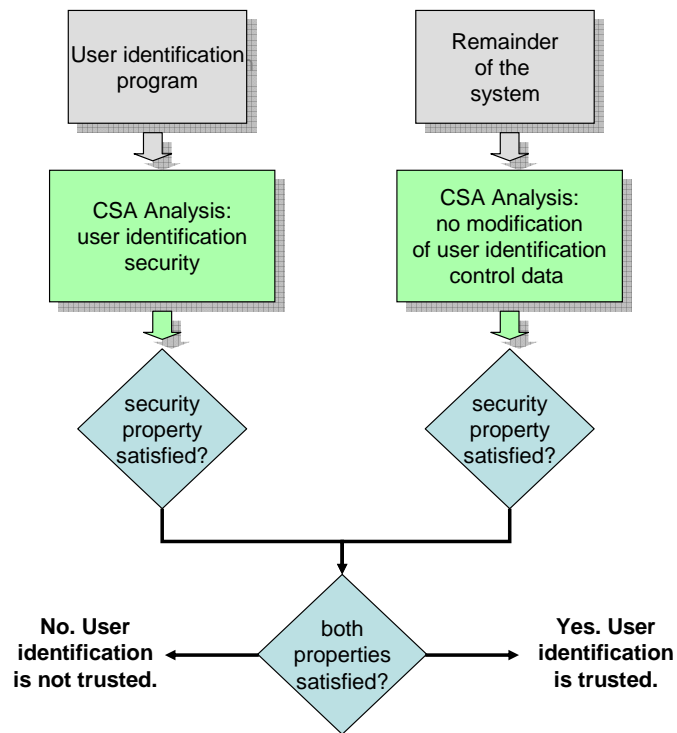 User identification
program
Remainder
of the
system
CSA Analysis:
user identification
security
CSA Analysis:
no modification
of user identification
control data
security
property
satisfied?
security
property
satisfied?
both
properties
satisfied?
No. User
identification
is not trusted.
Yes. User
identification
is trusted.